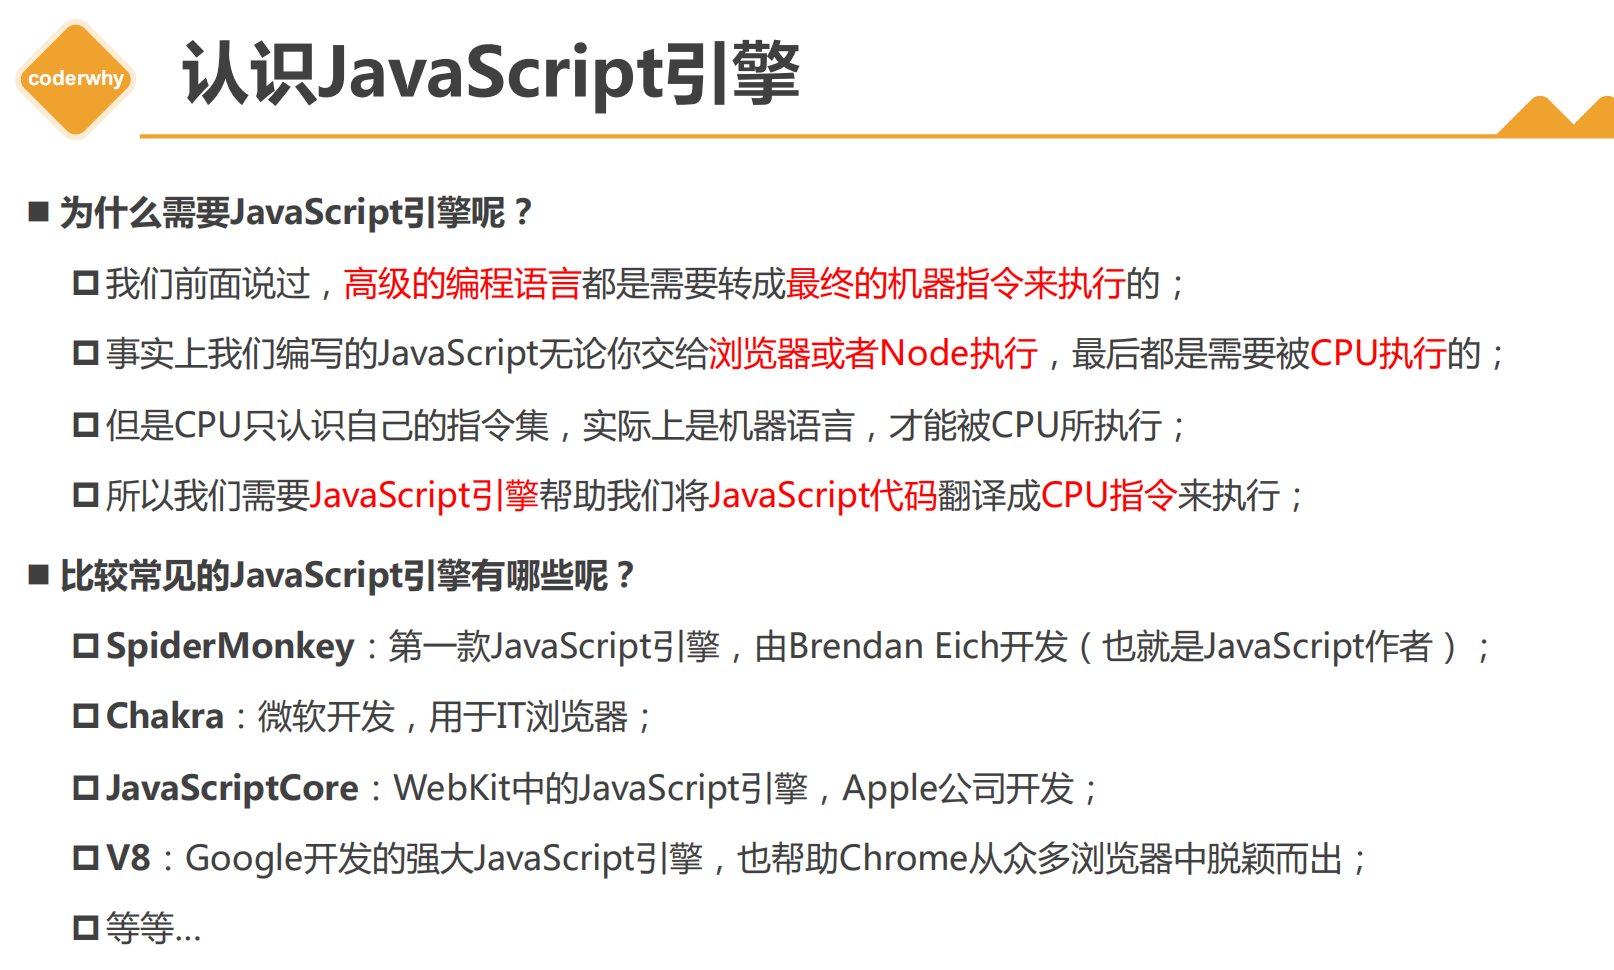 coderwhy
认识JavaScript引擎
为什么需要JavaScript引擎呢？
我们前面说过，高级的编程语言都是需要转成最终的机器指令来执行的；
事实上我们编写的JavaScript无论你交给浏览器或者Node执行，最后都是需要被CPU执行的；
但是CPU只认识自己的指令集，实际上是机器语言，才能被CPU所执行；
所以我们需要JavaScript引擎帮助我们将JavaScript代码翻译成CPU指令来执行；
比较常见的JavaScript引擎有哪些呢？
SpiderMonkey：第一款JavaScript引擎，由Brendan Eich开发（也就是JavaScript作者）；
Chakra：微软开发，用于IT浏览器；
JavaScriptCore：WebKit中的JavaScript引擎，Apple公司开发；
V8：Google开发的强大JavaScript引擎，也帮助Chrome从众多浏览器中脱颖而出；
等等…